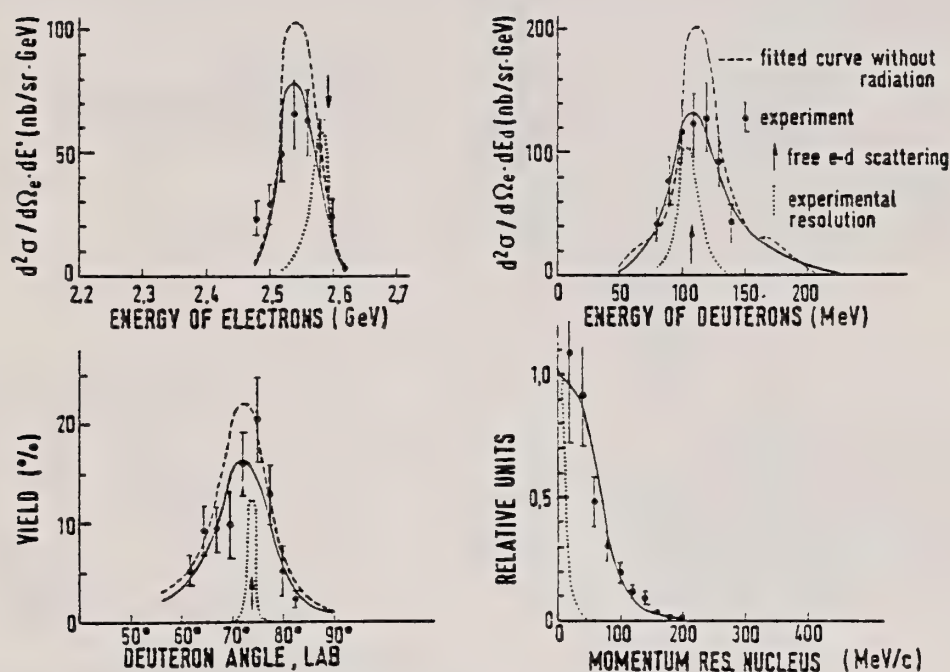 d²σ/dΩₑ·dE'(nb/sr·GeV)
100
50
0
2.2
2.3
2.4
2.5
2.6
2.7
ENERGY OF ELECTRONS (GeV)
d²σ/dΩₑ·dEd(nb/sr·GeV)
200
120
40
0
0
50
100
150
200
ENERGY OF DEUTERONS (MeV)
fitted curve without
radiation
experiment
free e-d scattering
experimental
resolution
YIELD (%)
20
10
0
50°
60°
70°
80°
90°
DEUTERON ANGLE, LAB
RELATIVE UNITS
1,0
0,5
0
0
100
200
300
400
MOMENTUM RES. NUCLEUS (MeV/c)